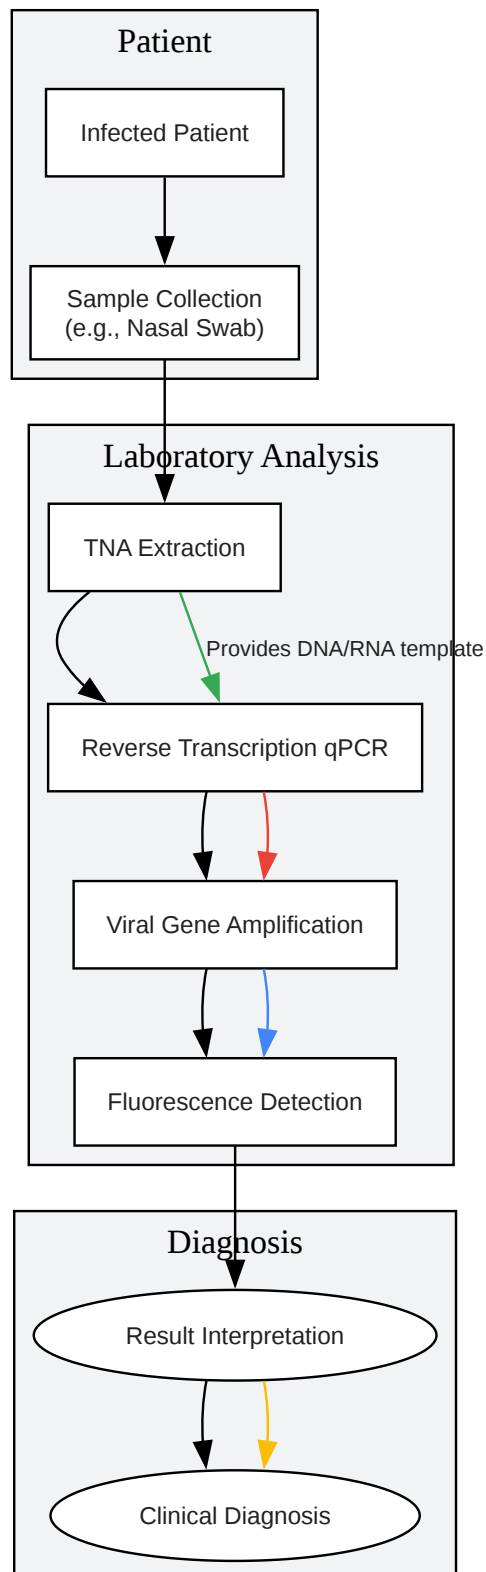 Patient
Infected Patient
Sample Collection
(e.g., Nasal Swab)
Laboratory Analysis
TNA Extraction
Provides DNA/RNA template
Reverse Transcription qPCR
Viral Gene Amplification
Fluorescence Detection
Diagnosis
Result Interpretation
Clinical Diagnosis